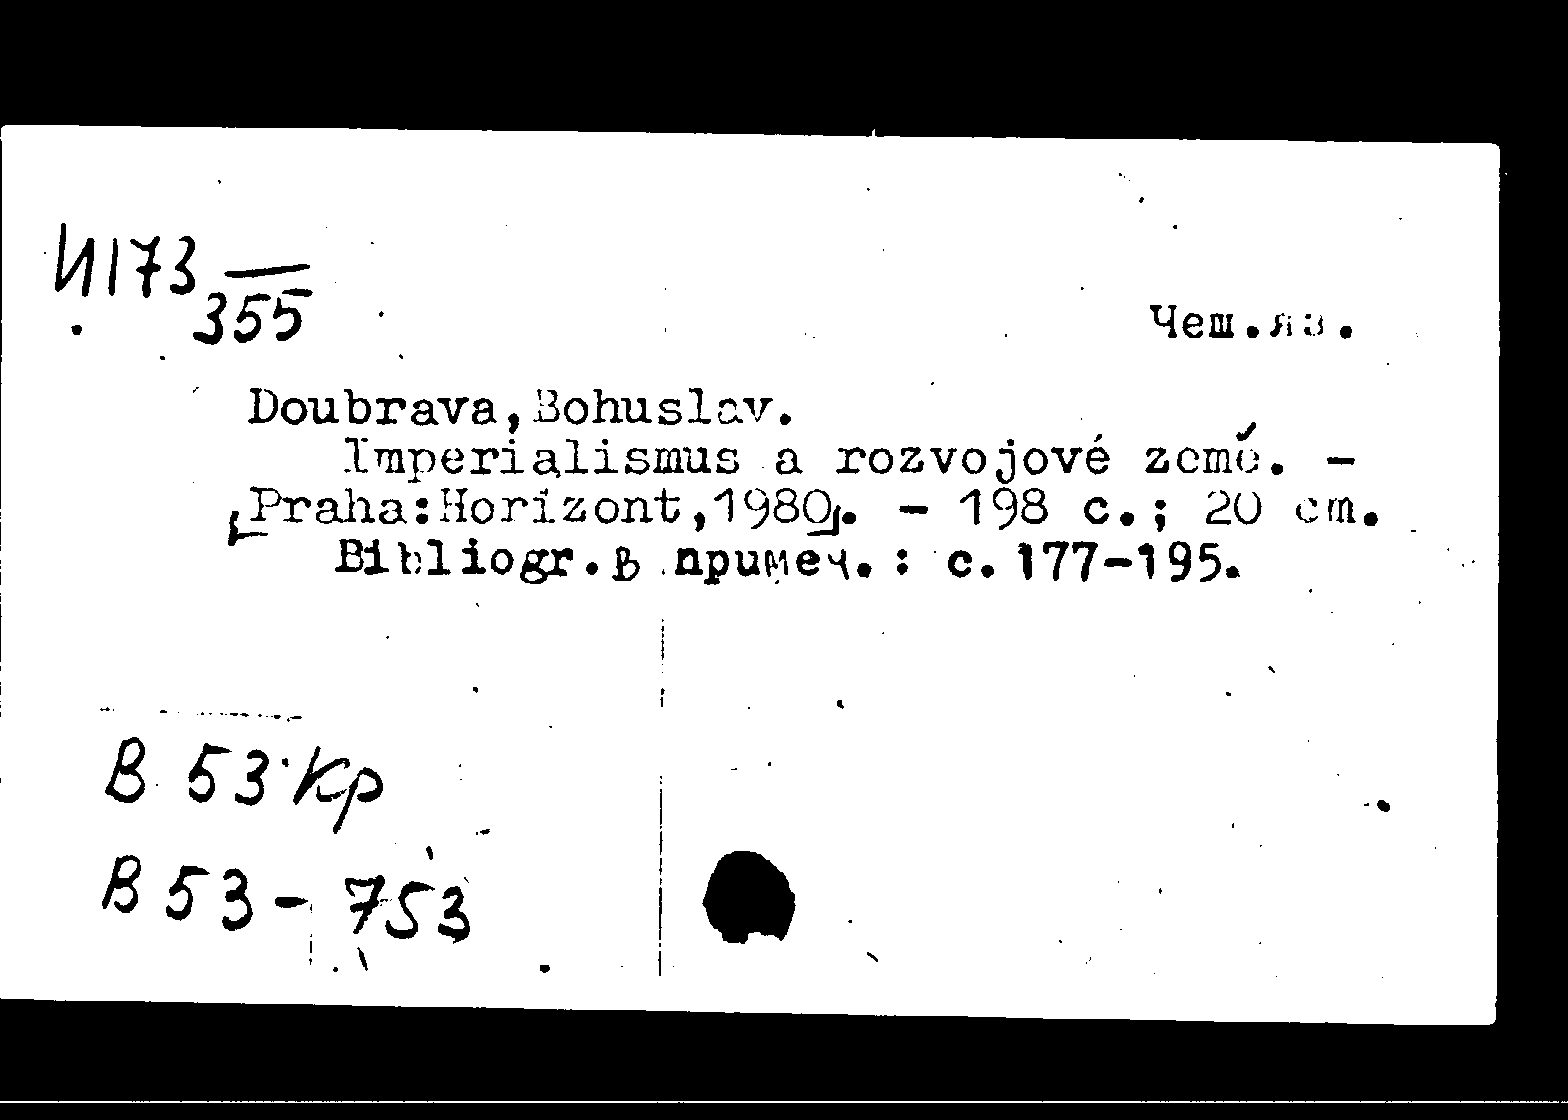 И173
355
Чеш.яз.
Doubrava,Bohuslav.
Imperialismus a rozvojové země. -
[Praha:Horizont,1980]. - 198 с.; 20 cm.
Bibliogr.в примеч.: с.177-195.
В 53 Кр
В 53-753